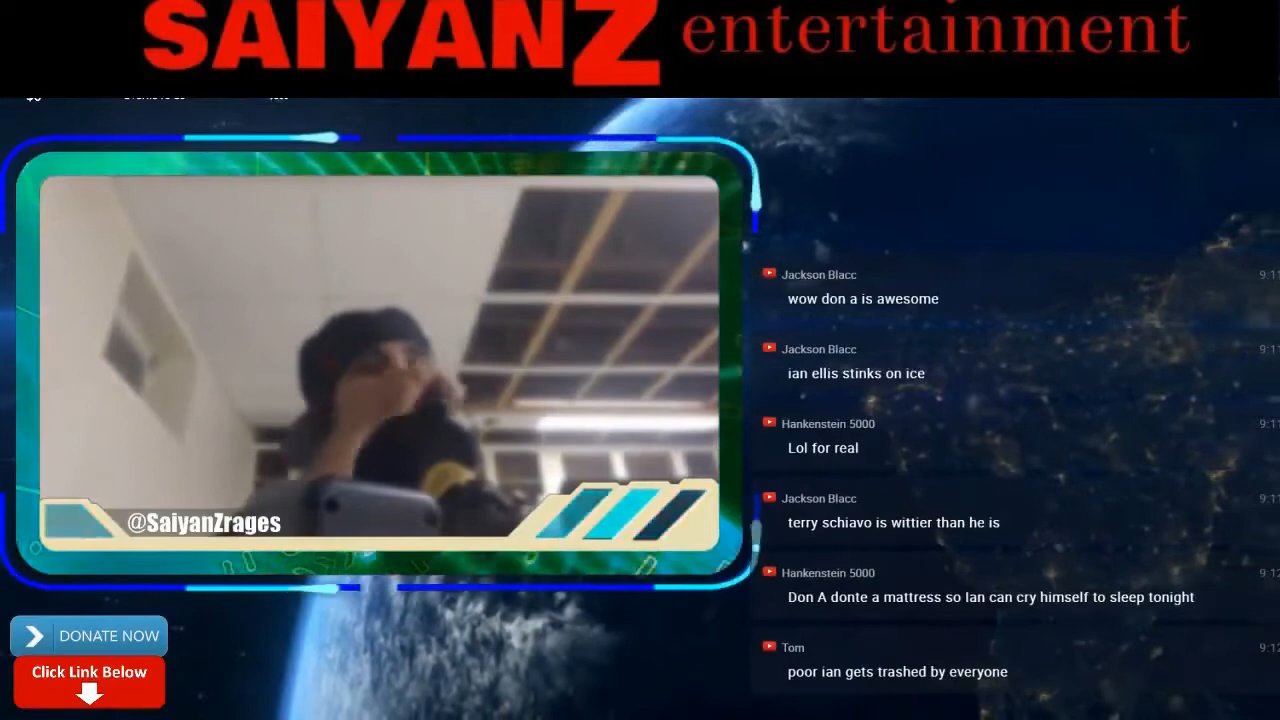 SAIYANZ entertainment
Jackson Blacc
wow don a is awesome
Jackson Blacc
ian ellis stinks on ice
Hankenstein 5000
Lol for real
Jackson Blacc
terry schiavo is wittier than he is
Hankenstein 5000
Don A donte a mattress so Ian can cry himself to sleep tonight
Tom
poor ian gets trashed by everyone
@SaiyanZrages
DONATE NOW
Click Link Below